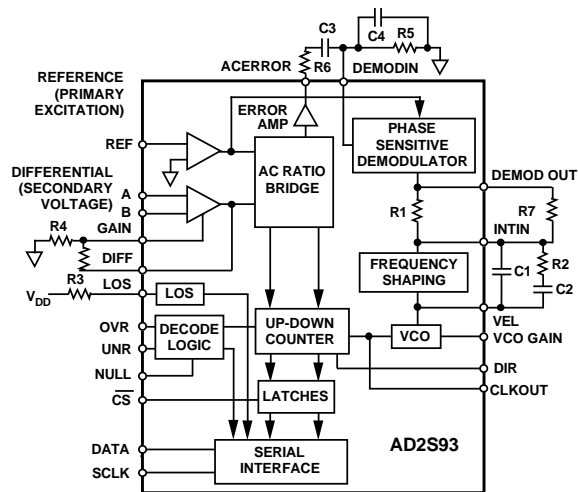 C3
C4
R5
ACERROR
R6
DEMODIN
REFERENCE
(PRIMARY
EXCITATION)
ERROR
AMP
REF
PHASE
SENSITIVE
DEMODULATOR
DIFFERENTIAL
(SECONDARY
VOLTAGE)
A
B
AC RATIO
BRIDGE
DEMOD OUT
R4
GAIN
R1
R7
INTIN
DIFF
R3
FREQUENCY
SHAPING
C1
R2
C2
VDD
LOS
LOS
VEL
OVR
UNR
DECODE
LOGIC
UP-DOWN
COUNTER
VCO
VCO GAIN
NULL
DIR
CS
LATCHES
CLKOUT
DATA
SCLK
SERIAL
INTERFACE
AD2S93